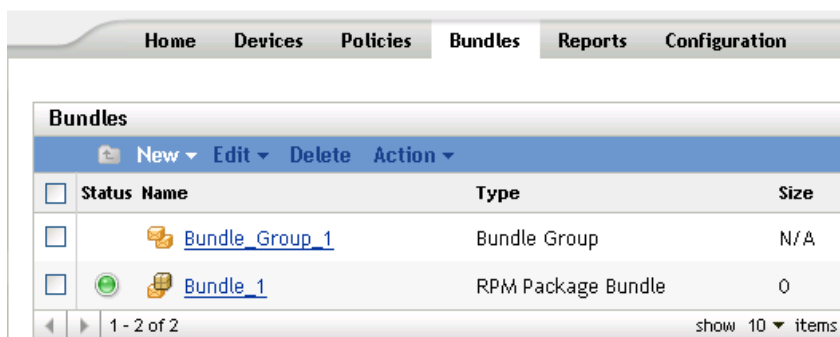 Home Devices Policies Bundles Reports Configuration
Bundles
New Edit Delete Action
Status Name Type Size
Bundle_Group_1 Bundle Group N/A
Bundle_1 RPM Package Bundle 0
1 - 2 of 2 show 10 items